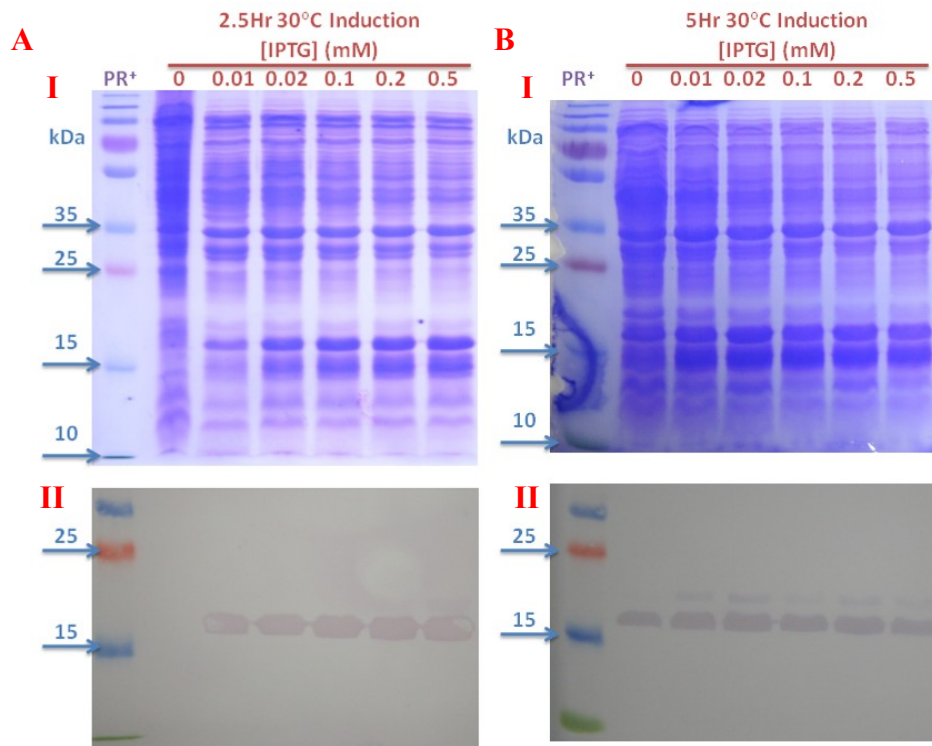 A
2.5Hr 30°C Induction
[IPTG] (mM)
I
PR+ 0 0.01 0.02 0.1 0.2 0.5
kDa
35
25
15
10
II
25
15
B
5Hr 30°C Induction
[IPTG] (mM)
I
PR+ 0 0.01 0.02 0.1 0.2 0.5
kDa
35
25
15
10
II
25
15